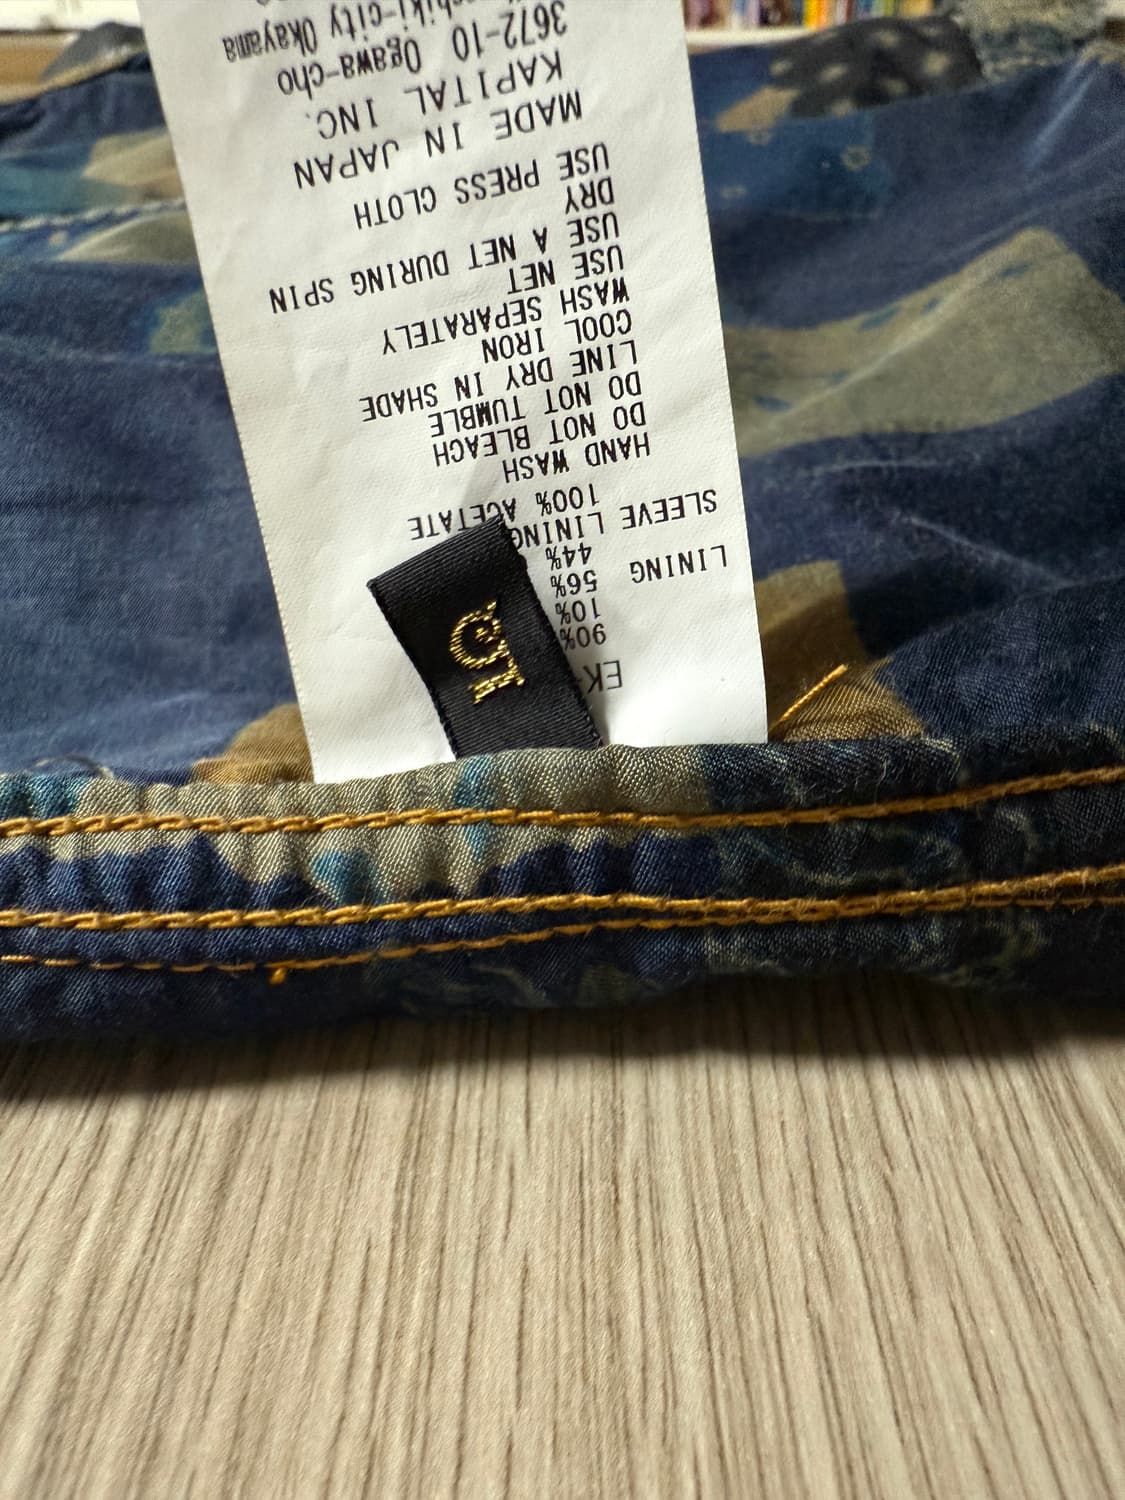 90%
10%
LINING 56%
44%
SLEEVE LINING
100% ACETATE
HAND WASH
DO NOT BLEACH
DO NOT TUMBLE
LINE DRY IN SHADE
COOL IRON
WASH SEPARATELY
USE NET
USE A NET DURING SPIN
DRY
USE PRESS CLOTH
MADE IN JAPAN
KAPITAL INC.
3672-10 Ogawa-cho
Okayama